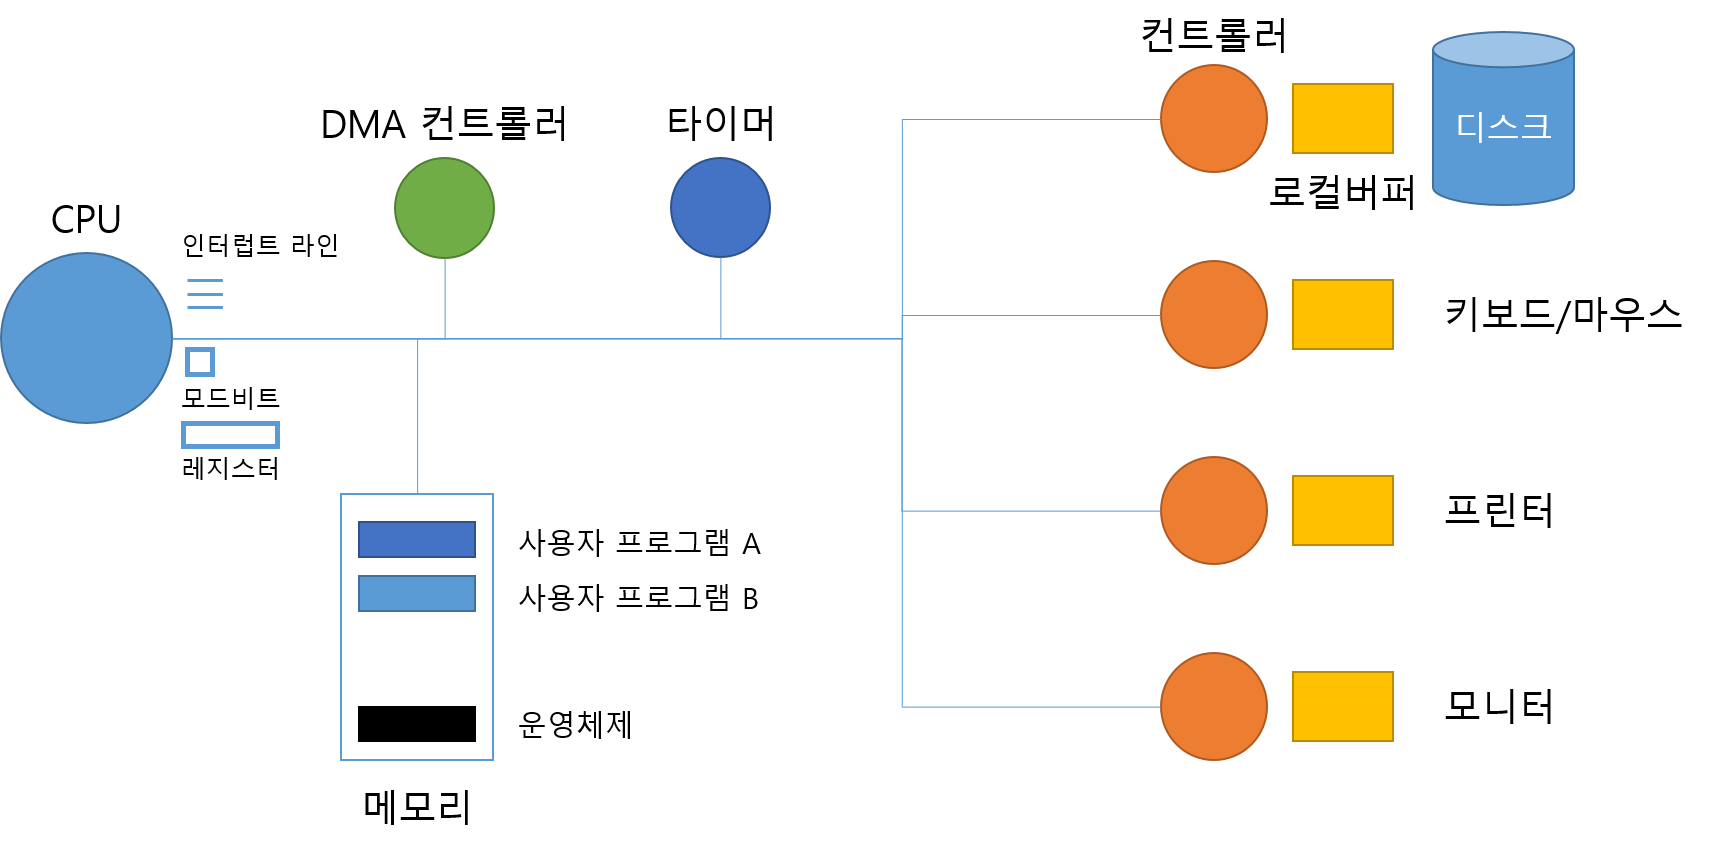 컨트롤러
DMA 컨트롤러
타이머
디스크
로컬버퍼
CPU
인터럽트 라인
키보드/마우스
모드비트
레지스터
프린터
사용자 프로그램 A
사용자 프로그램 B
운영체제
모니터
메모리